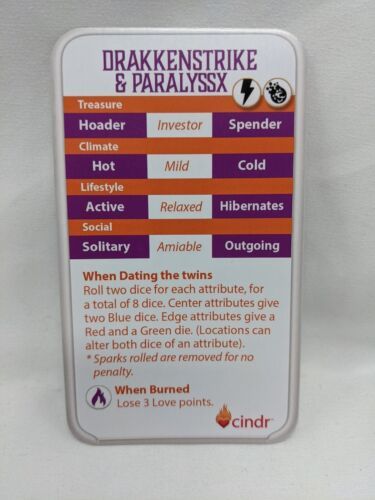 DRAKKENSTRIKE
& PARALYSSX
Treasure
Hoader Investor Spender
Climate
Hot Mild Cold
Lifestyle
Active Relaxed Hibernates
Social
Solitary Amiable Outgoing
When Dating the twins
Roll two dice for each attribute, for
a total of 8 dice. Center attributes give
two Blue dice. Edge attributes give a
Red and a Green die. (Locations can
alter both dice of an attribute).
* Sparks rolled are removed for no
penalty.
When Burned
Lose 3 Love points.
cindr